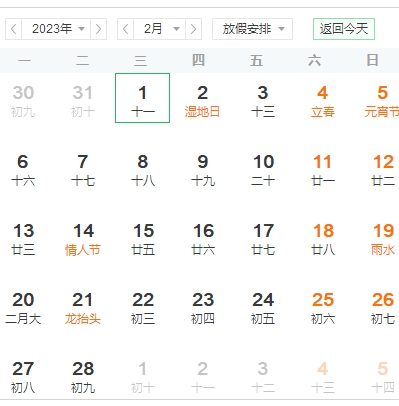 2023年 2月 放假安排 返回今天
一 二 三 四 五 六 日
30 31 1 2 3 4 5
初九 初十 十一 湿地日 十三 立春 元宵节
6 7 8 9 10 11 12
十六 十七 十八 十九 二十 廿一 廿二
13 14 15 16 17 18 19
廿三 情人节 廿五 廿六 廿七 廿八 雨水
20 21 22 23 24 25 26
二月大 龙抬头 初三 初四 初五 初六 初七
27 28 1 2 3 4 5
初八 初九 初十 十一 十二 十三 十四